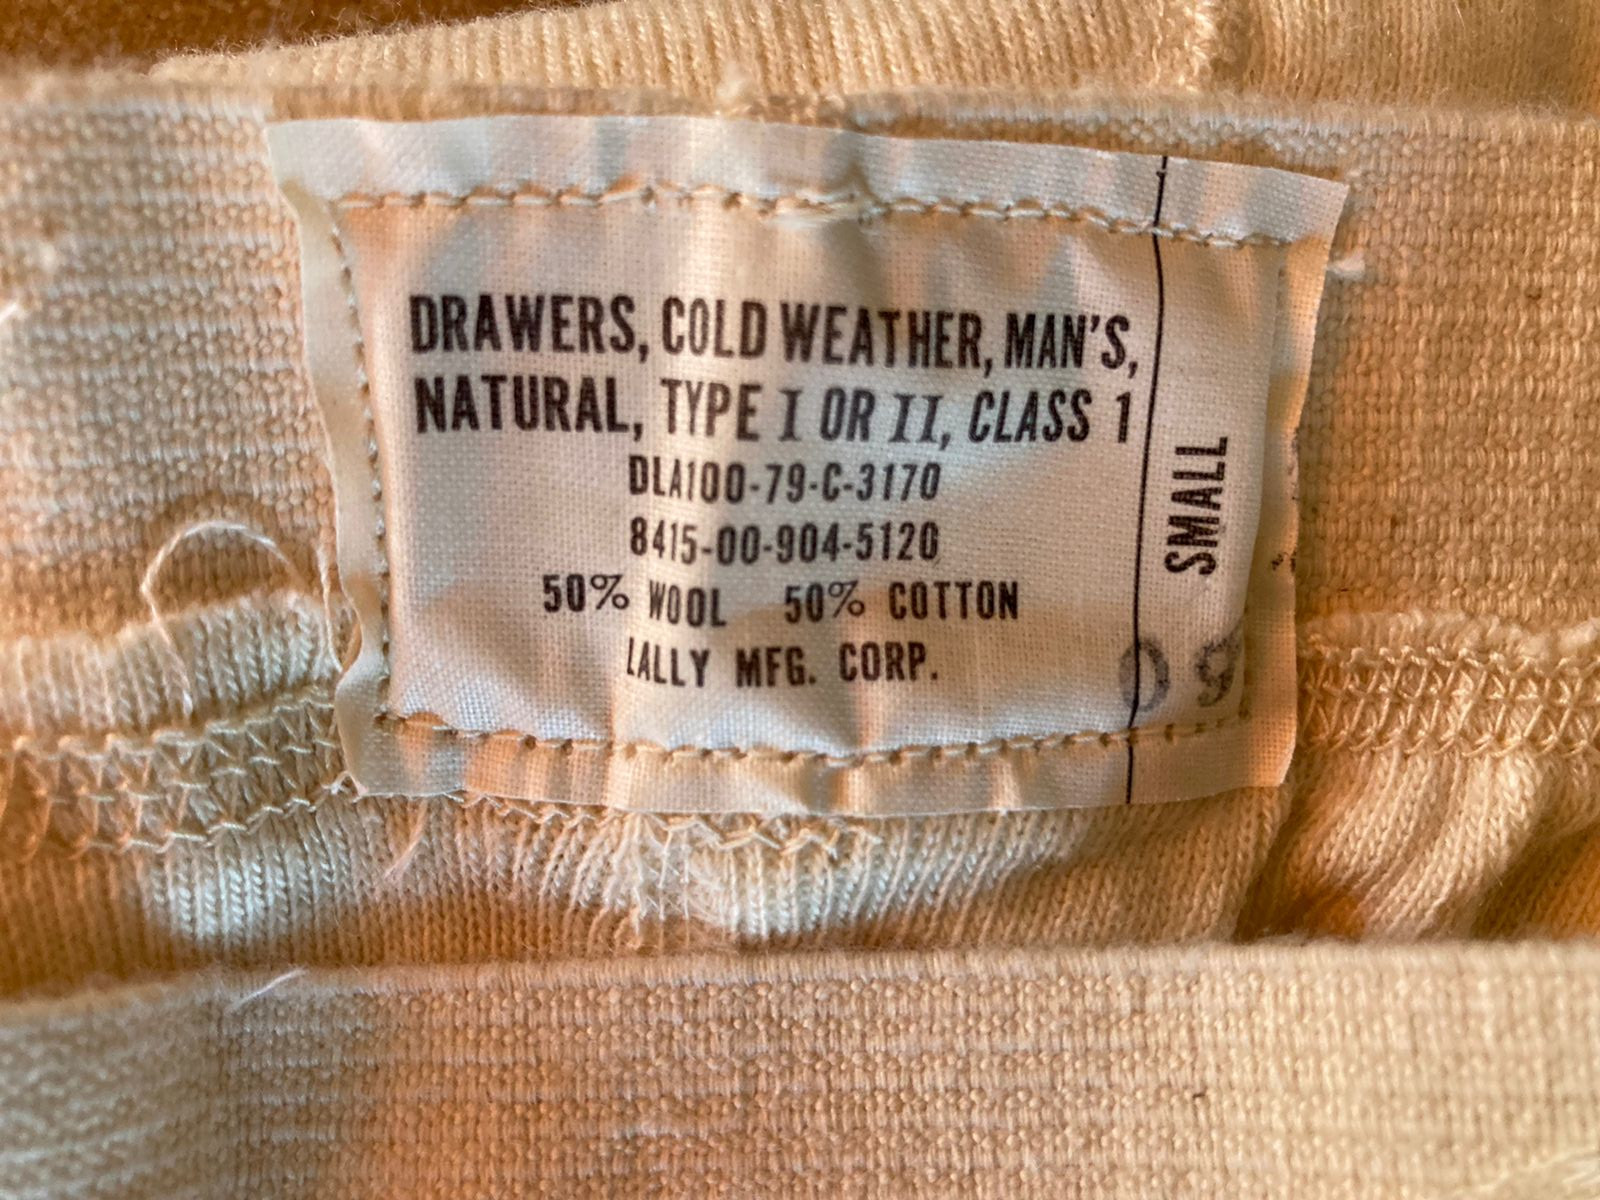 DRAWERS, COLD WEATHER, MAN'S,
NATURAL, TYPE I OR II, CLASS 1
DLA100-79-C-3170
8415-00-904-5120
50% WOOL 50% COTTON
LALLY MFG. CORP.
SMALL